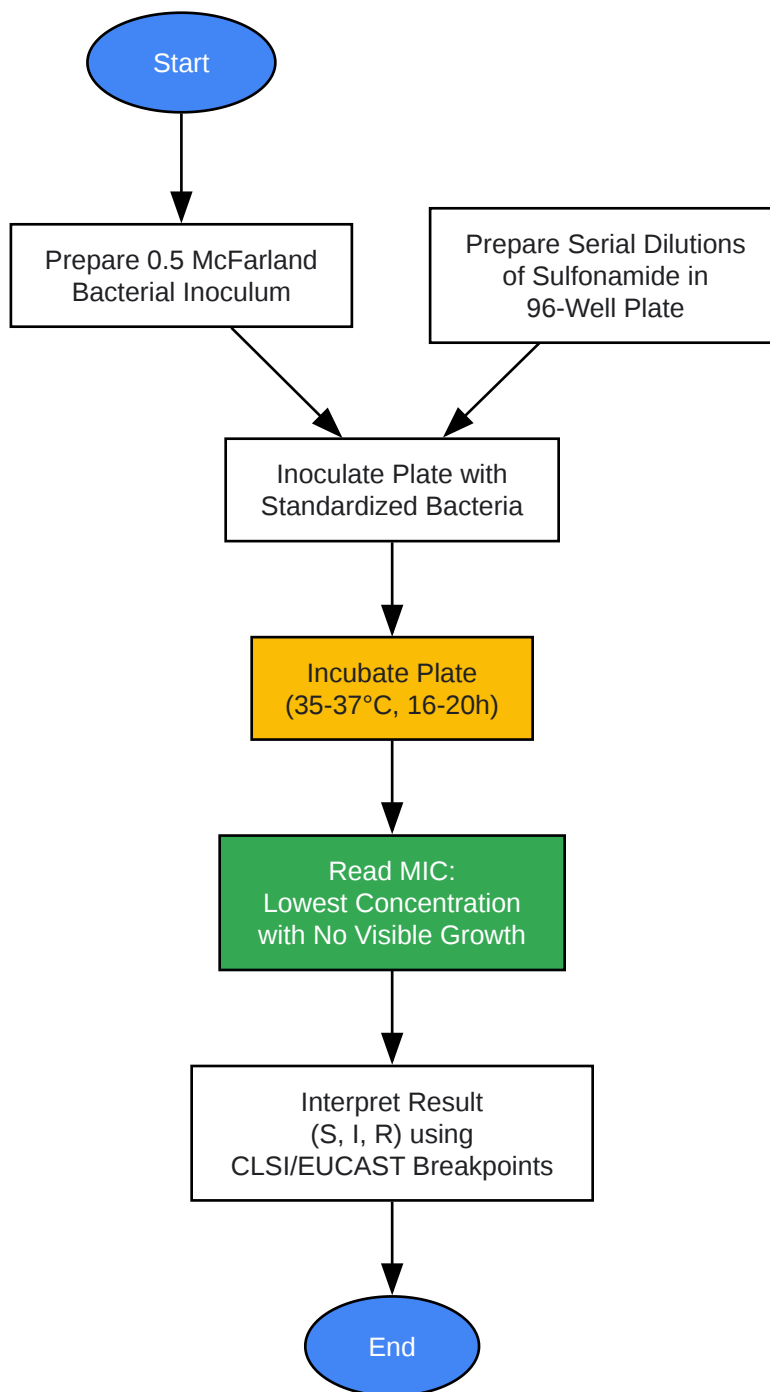 Start
Prepare 0.5 McFarland
Bacterial Inoculum
Prepare Serial Dilutions
of Sulfonamide in
96-Well Plate
Inoculate Plate with
Standardized Bacteria
Incubate Plate
(35-37°C, 16-20h)
Read MIC:
Lowest Concentration
with No Visible Growth
Interpret Result
(S, I, R) using
CLSI/EUCAST Breakpoints
End